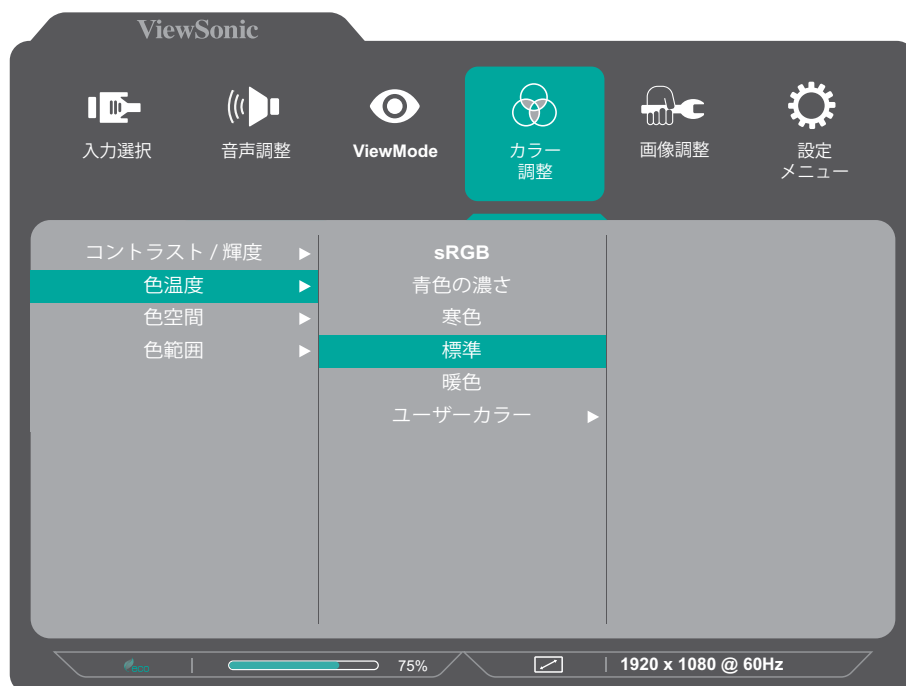 ViewSonic
入力選択
音声調整
ViewMode
カラー
調整
画像調整
設定
メニュー
コントラスト / 輝度 ▶
色温度 ▶
色空間 ▶
色範囲 ▶
sRGB
青色の濃さ
寒色
標準
暖色
ユーザーカラー ▶
eco
75%
1920 x 1080 @ 60Hz